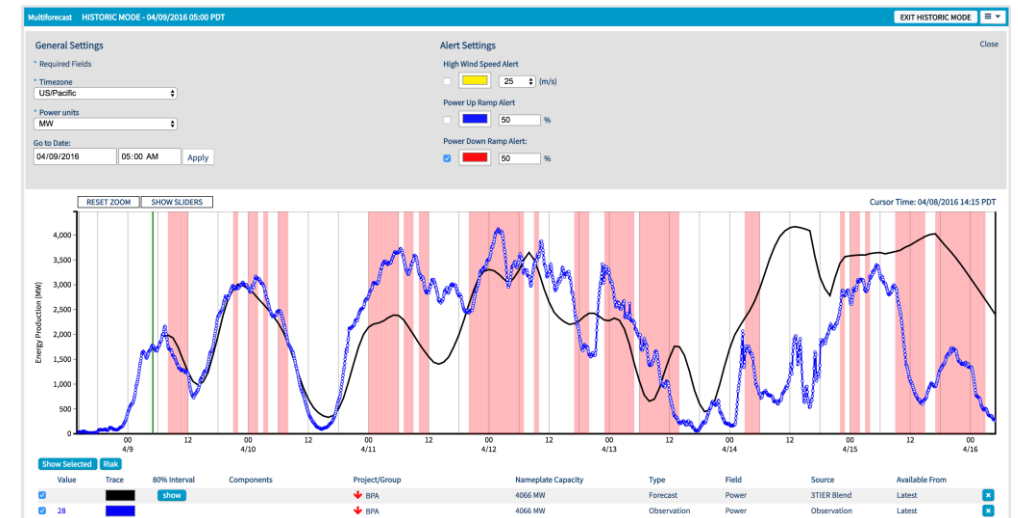 Multiforecast HISTORIC MODE - 04/09/2016 05:00 PDT EXIT HISTORIC MODE
General Settings Alert Settings Close
* Required Fields High Wind Speed Alert
* Timezone 25 (m/s)
US/Pacific
Power Up Ramp Alert
* Power units 50 %
MW
Go to Date: Power Down Ramp Alert:
04/09/2016 05:00 AM Apply 50 %
RESET ZOOM SHOW SLIDERS Cursor Time: 04/08/2016 14:15 PDT
Energy Production (MW)
4,000
3,500
3,000
2,500
2,000
1,500
1,000
500
0
00 12 00 12 00 12 00 12 00 12 00 12 00 12 00
4/9 4/10 4/11 4/12 4/13 4/14 4/15 4/16
Show Selected Riak
Value Trace 80% Interval Components Project/Group Nameplate Capacity Type Field Source Available From
show BPA 4066 MW Forecast Power 3TIER Blend Latest
28 BPA 4066 MW Observation Power Observation Latest